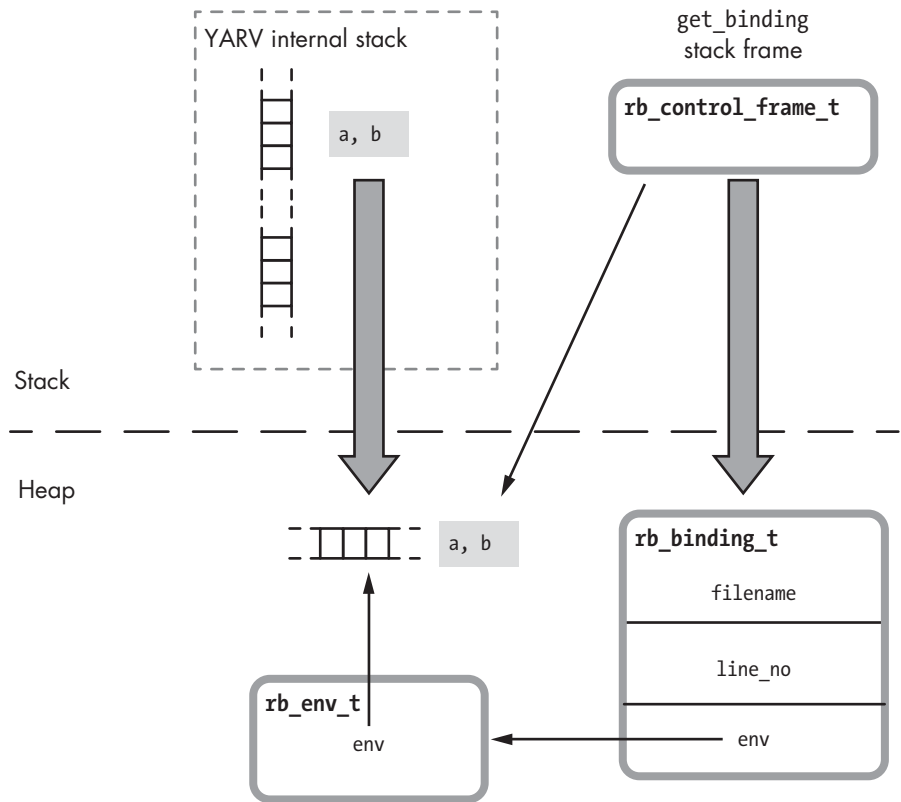 YARV internal stack
a, b
get_binding
stack frame
rb_control_frame_t
Stack
Heap
a, b
rb_binding_t
filename
line_no
env
rb_env_t
env